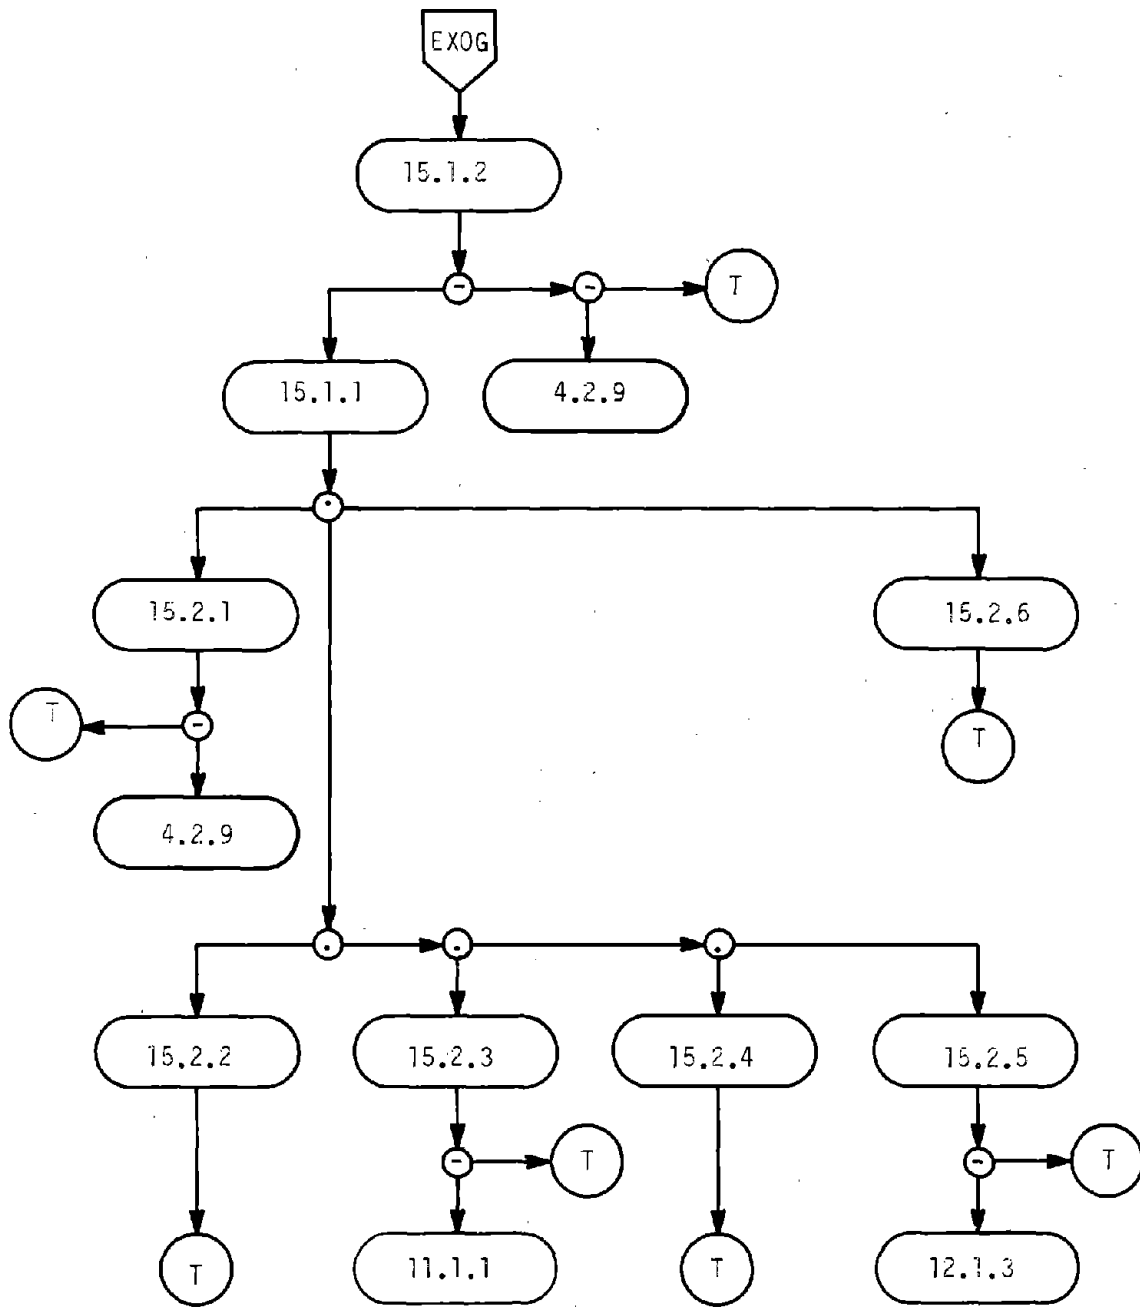 EXOG
15.1.2
- - T
15.1.1 4.2.9
·
15.2.1 15.2.6
T - T
4.2.9
. . .
15.2.2 15.2.3 15.2.4 15.2.5
- T - T
T 11.1.1 T 12.1.3